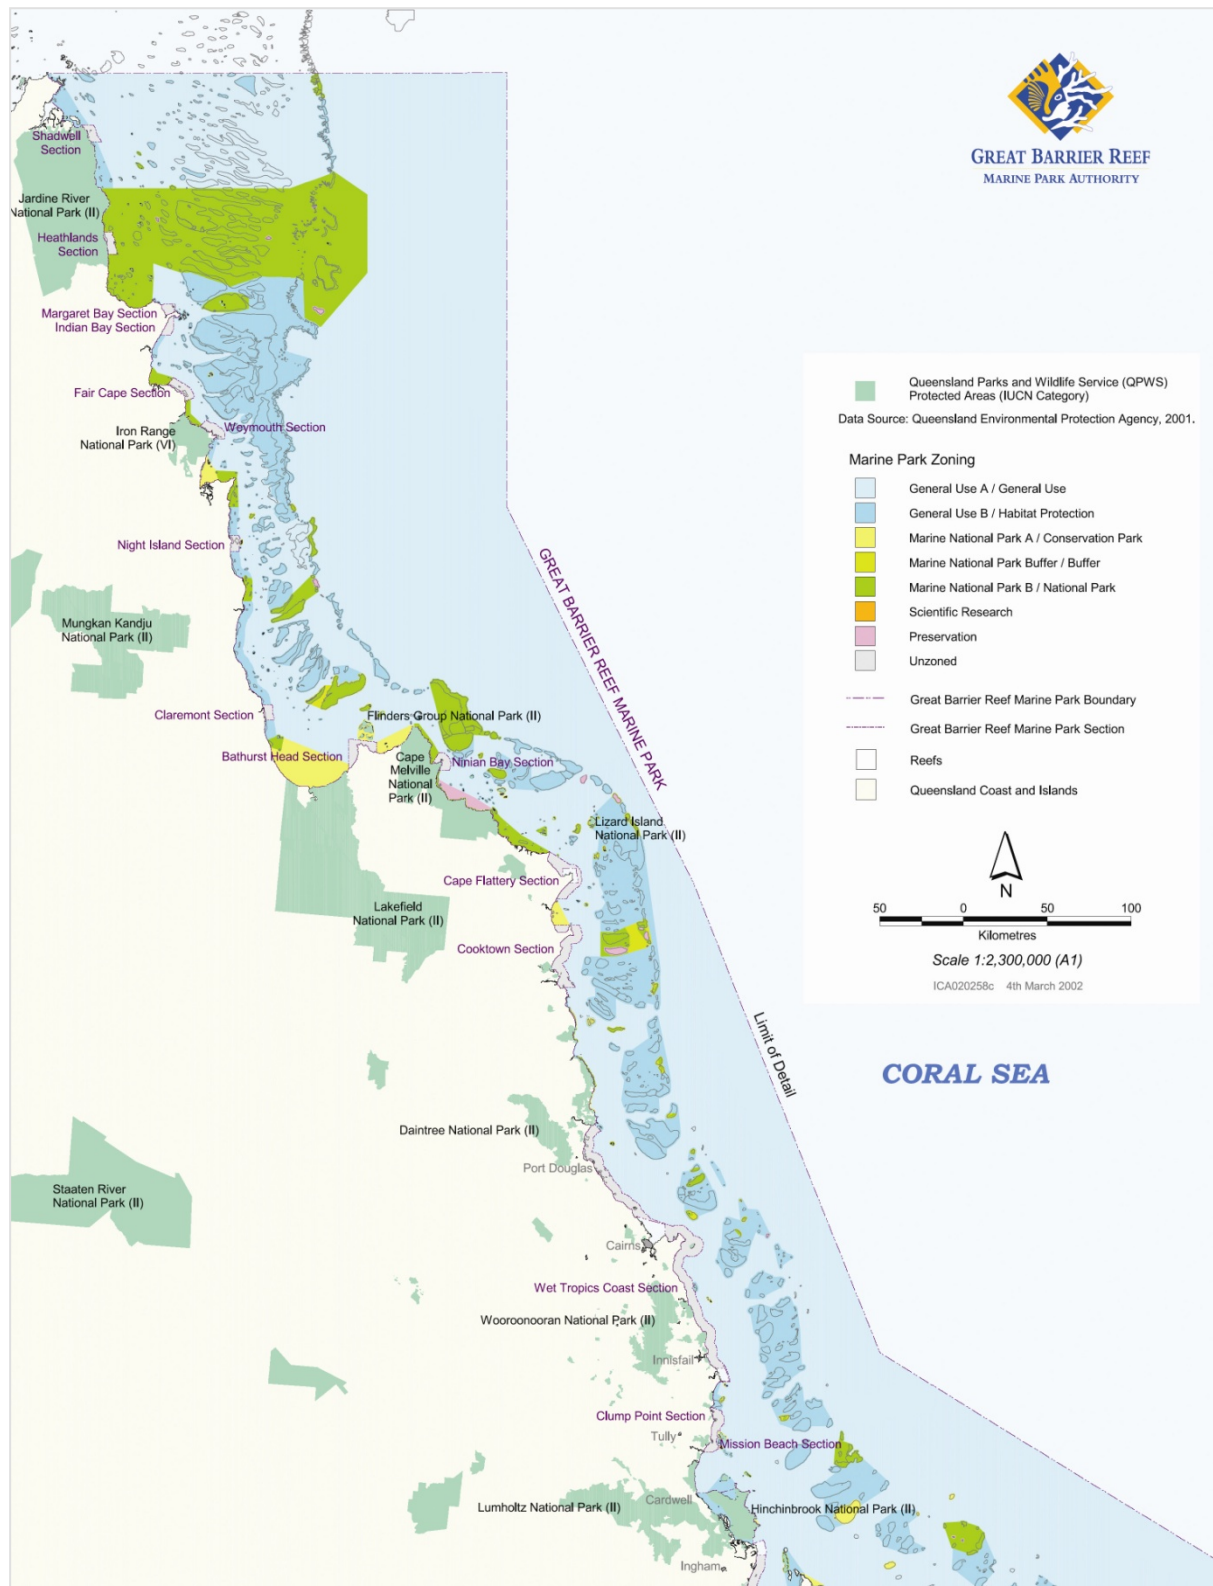 GREAT BARRIER REEF
MARINE PARK AUTHORITY
Shadwell
Section
Jardine River
National Park (II)
Heathlands
Section
Margaret Bay Section
Indian Bay Section
Fair Cape Section
Weymouth Section
Iron Range
National Park (VI)
Night Island Section
Mungkan Kandju
National Park (II)
Claremont Section
Flinders Group National Park (II)
Bathurst Head Section
Cape
Melville
National
Park (II)
Ninian Bay Section
GREAT BARRIER REEF MARINE PARK
Lizard Island
National Park (II)
Cape Flattery Section
Lakefield
National Park (II)
Cooktown Section
Limit of Detail
CORAL SEA
Daintree National Park (II)
Port Douglas
Staaten River
National Park (II)
Cairns
Wet Tropics Coast Section
Wooroonooran National Park (II)
Innisfail
Clump Point Section
Tully
Mission Beach Section
Lumholtz National Park (II)
Cardwell
Hinchinbrook National Park (II)
Ingham
Queensland Parks and Wildlife Service (QPWS)
Protected Areas (IUCN Category)
Data Source: Queensland Environmental Protection Agency, 2001.
Marine Park Zoning
General Use A / General Use
General Use B / Habitat Protection
Marine National Park A / Conservation Park
Marine National Park Buffer / Buffer
Marine National Park B / National Park
Scientific Research
Preservation
Unzoned
Great Barrier Reef Marine Park Boundary
Great Barrier Reef Marine Park Section
Reefs
Queensland Coast and Islands
N
50 0 50 100
Kilometres
Scale 1:2,300,000 (A1)
ICA020258c 4th March 2002